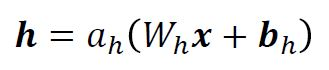 h = a_h(W_h x + b_h)